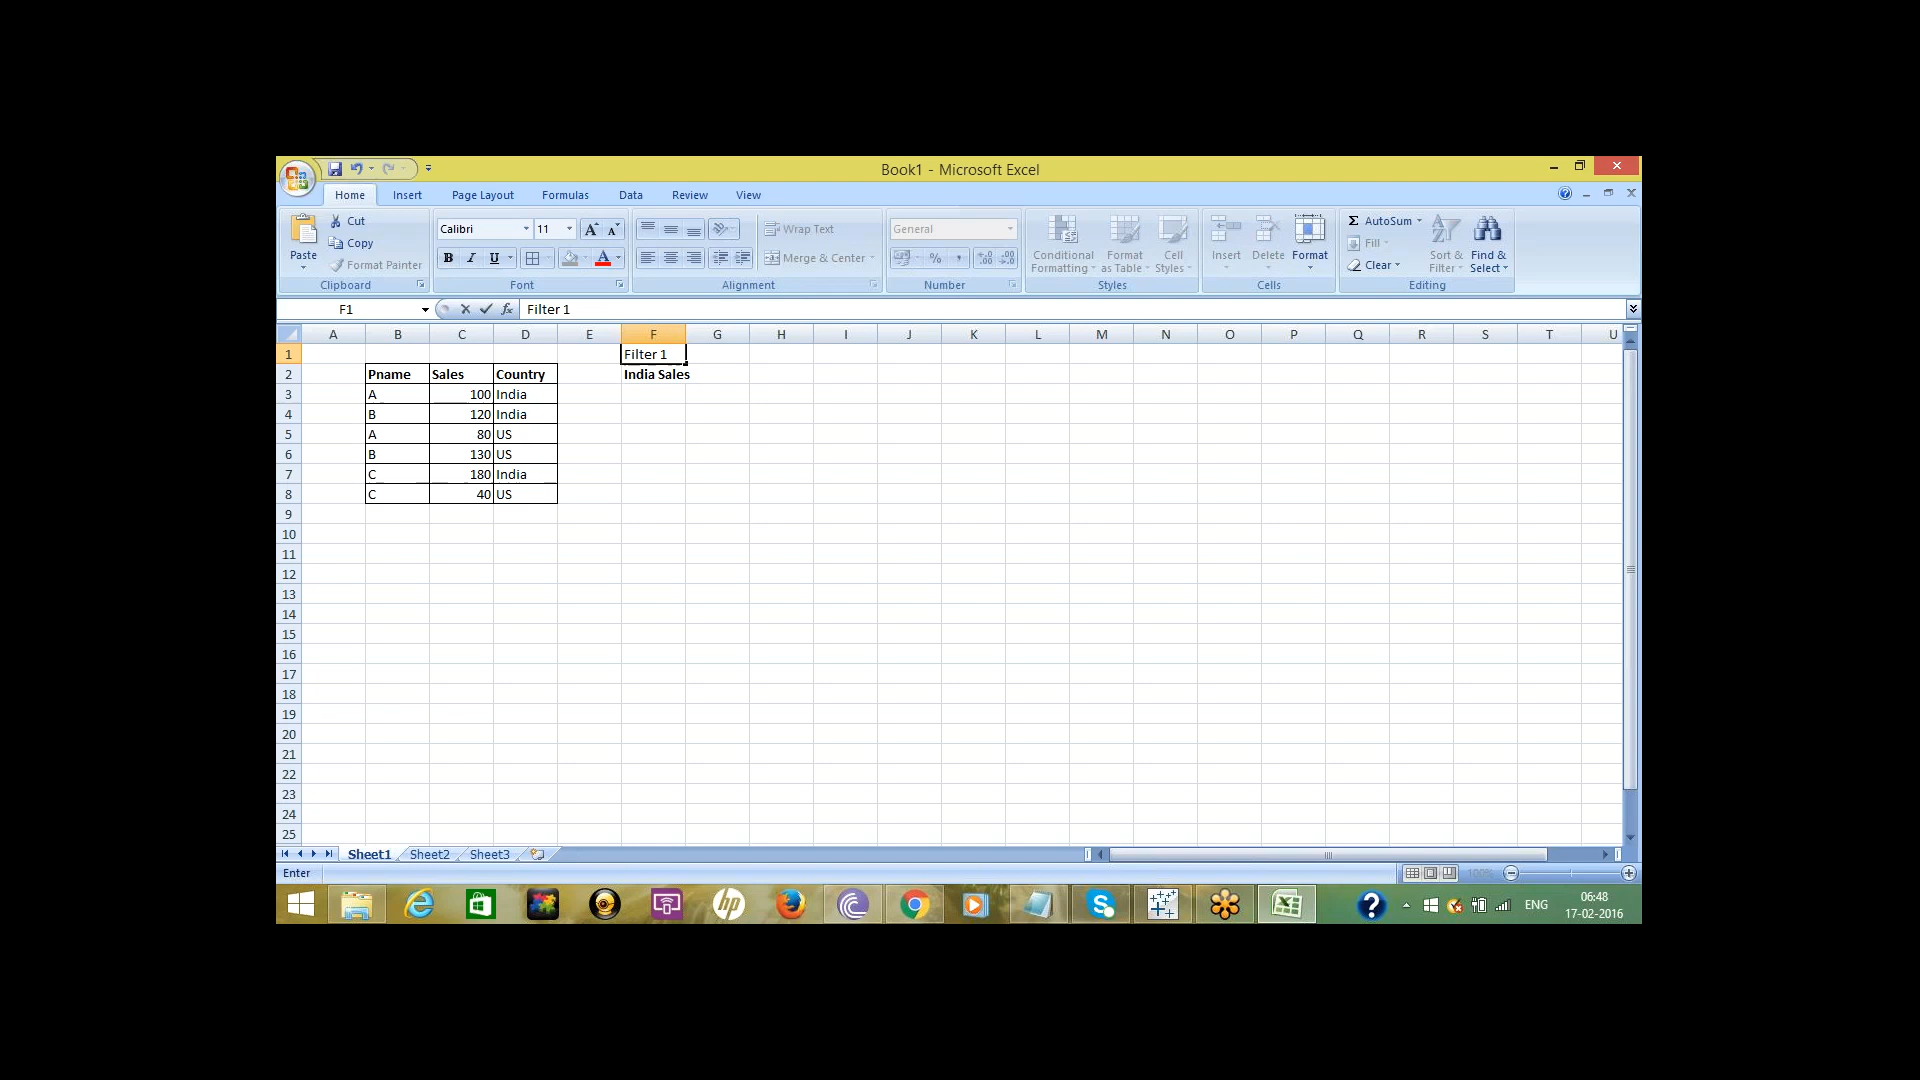 Book1 - Microsoft Excel
Home Insert Page Layout Formulas Data Review View
Paste Cut Copy Format Painter Clipboard
Calibri 11 B I U A Font
Wrap Text Merge & Center Alignment
General % , Number
Conditional Formatting Format as Table Cell Styles Styles
Insert Delete Format Cells
Σ AutoSum Fill Clear Sort & Filter Find & Select Editing
F1 fx Filter 1
A B C D E F G H I J K L M N O P Q R S T U
1 Filter 1
2 Pname Sales Country India Sales
3 A 100 India
4 B 120 India
5 A 80 US
6 B 130 US
7 C 180 India
8 C 40 US
9
10
11
12
13
14
15
16
17
18
19
20
21
22
23
24
25
Sheet1 Sheet2 Sheet3
Enter 100%
hp ? ENG 06:48
17-02-2016